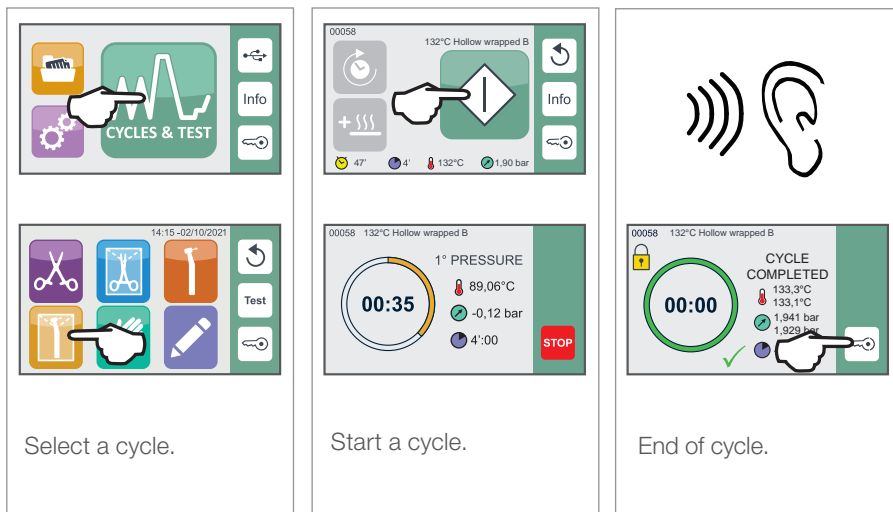 Info
CYCLES & TEST
14:15 -02/10/2021
Test
Select a cycle.
00058
132°C Hollow wrapped B
Info
47' 4' 132°C 1,90 bar
00058 132°C Hollow wrapped B
1° PRESSURE
89,06°C
00:35
-0,12 bar
4':00
STOP
Start a cycle.
00058 132°C Hollow wrapped B
CYCLE
COMPLETED
133,3°C
133,1°C
00:00
1,941 bar
1,929 bar
End of cycle.